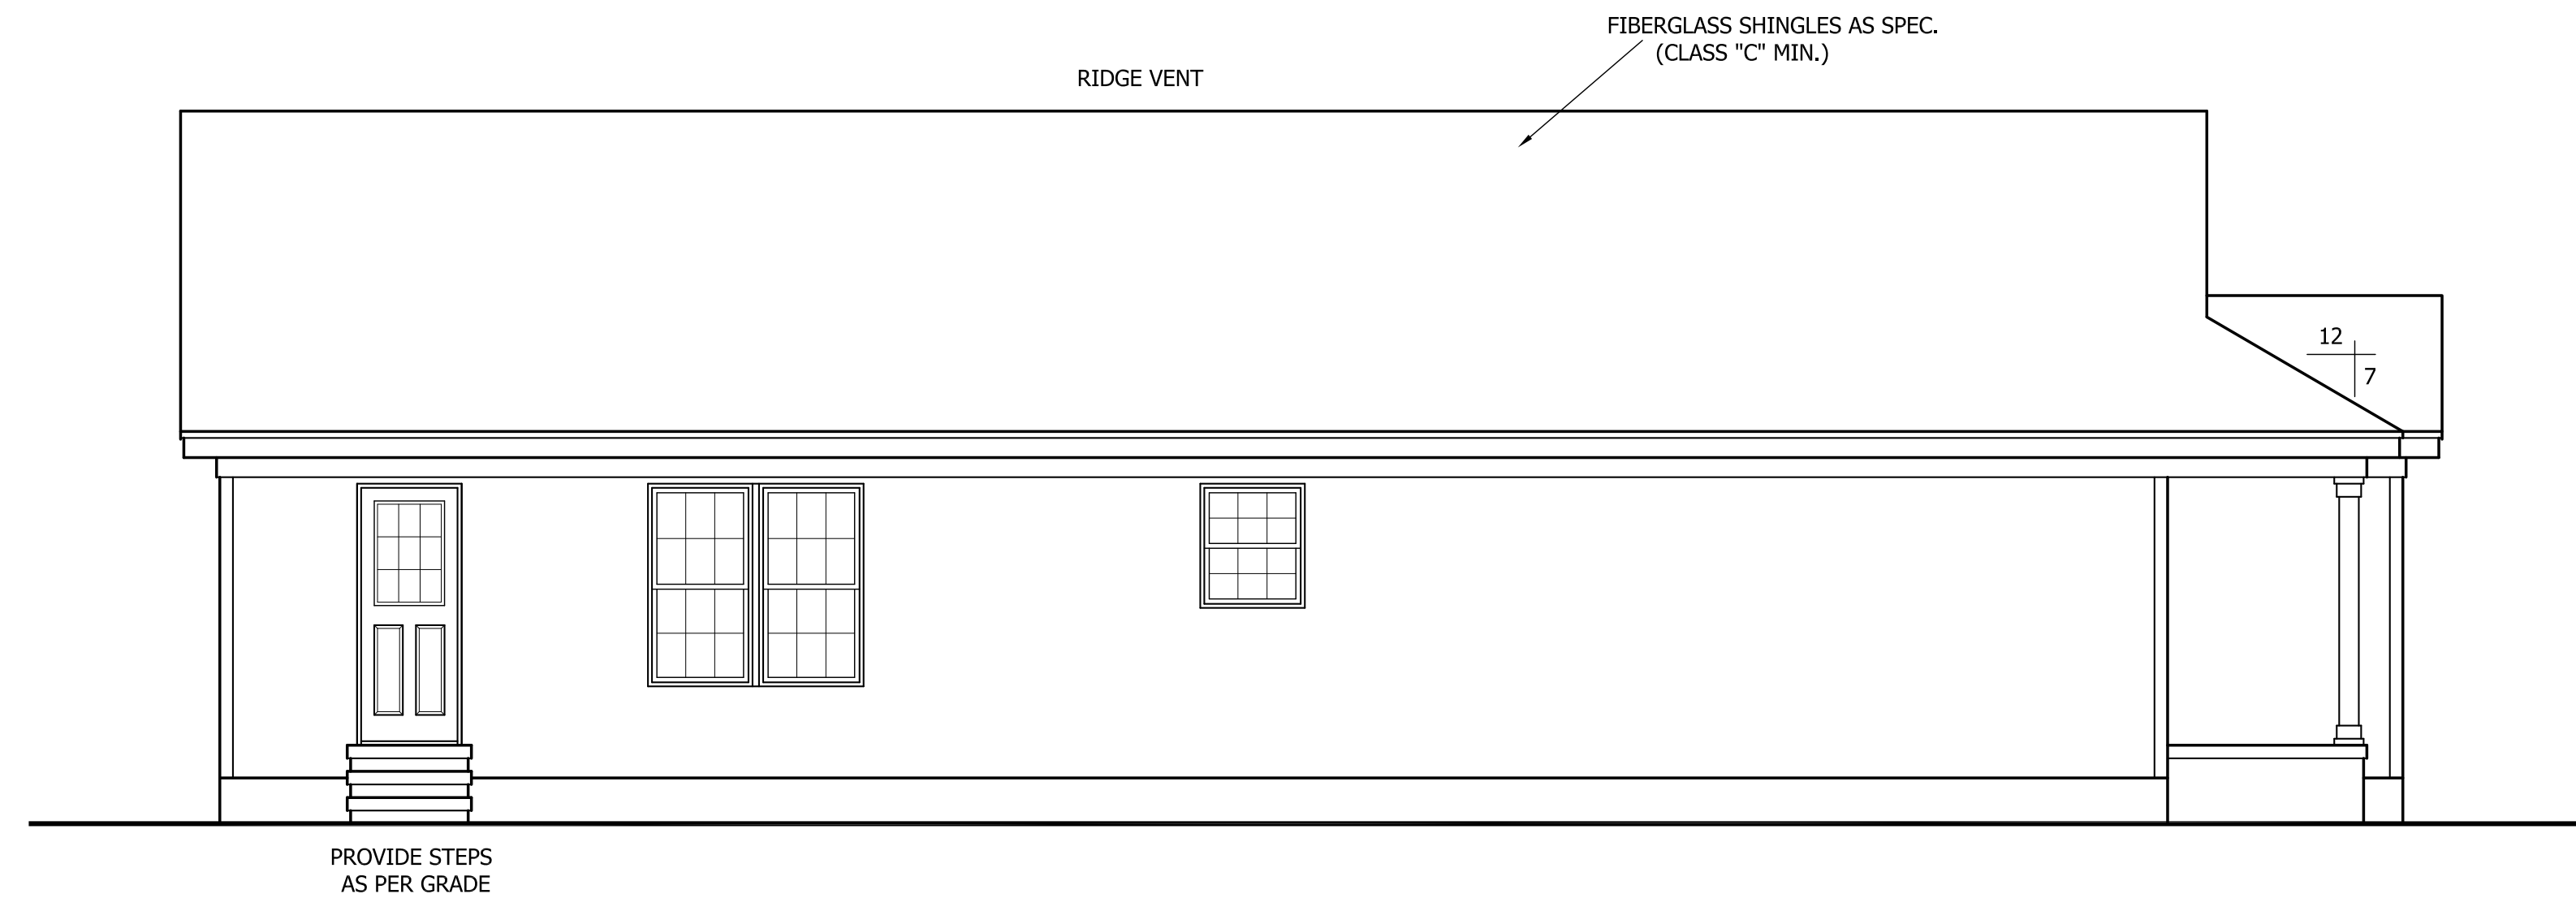 FIBERGLASS SHINGLES AS SPEC.
(CLASS "C" MIN.)
RIDGE VENT
12
7
PROVIDE STEPS
AS PER GRADE